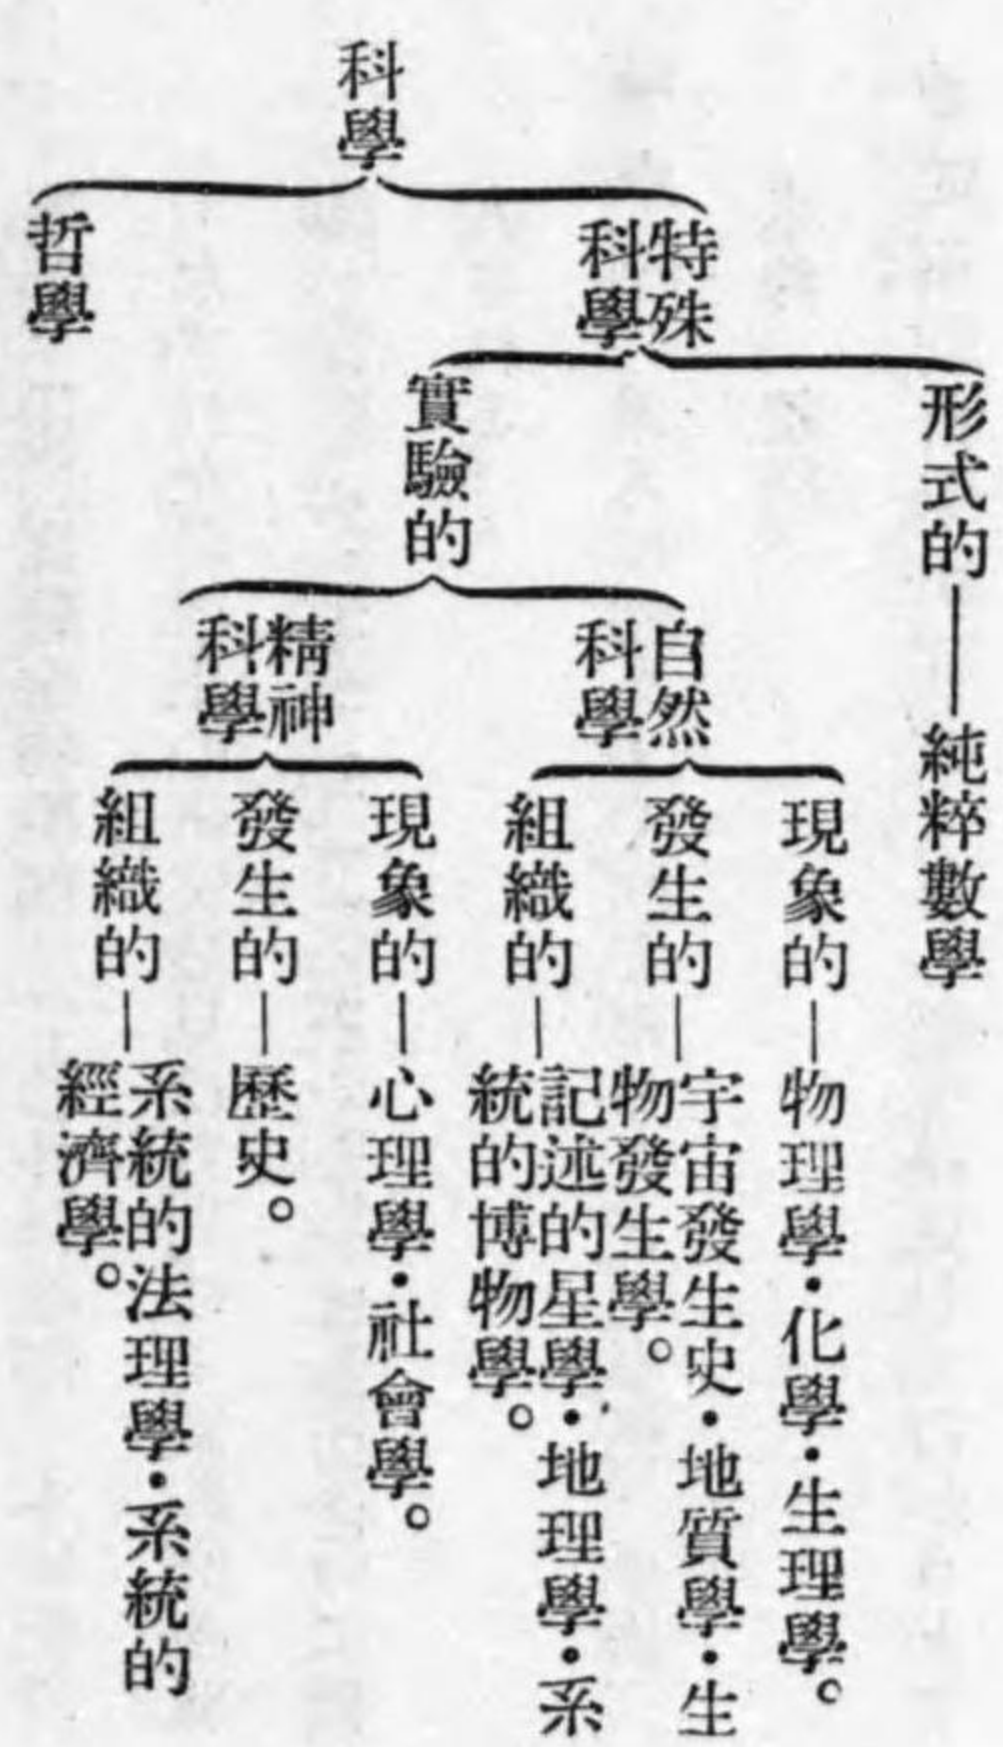 科學
特殊
科學
形式的
純粹數學
實驗的
自然
科學
現象的
物理學・化學・生理學。
發生的
宇宙發生史・地質學・生
物發生學。
組織的
記述的星學・地理學・系
統的博物學。
精神
科學
現象的
心理學・社會學。
發生的
歷史。
組織的
系統的法理學・系統的
經濟學。
哲學